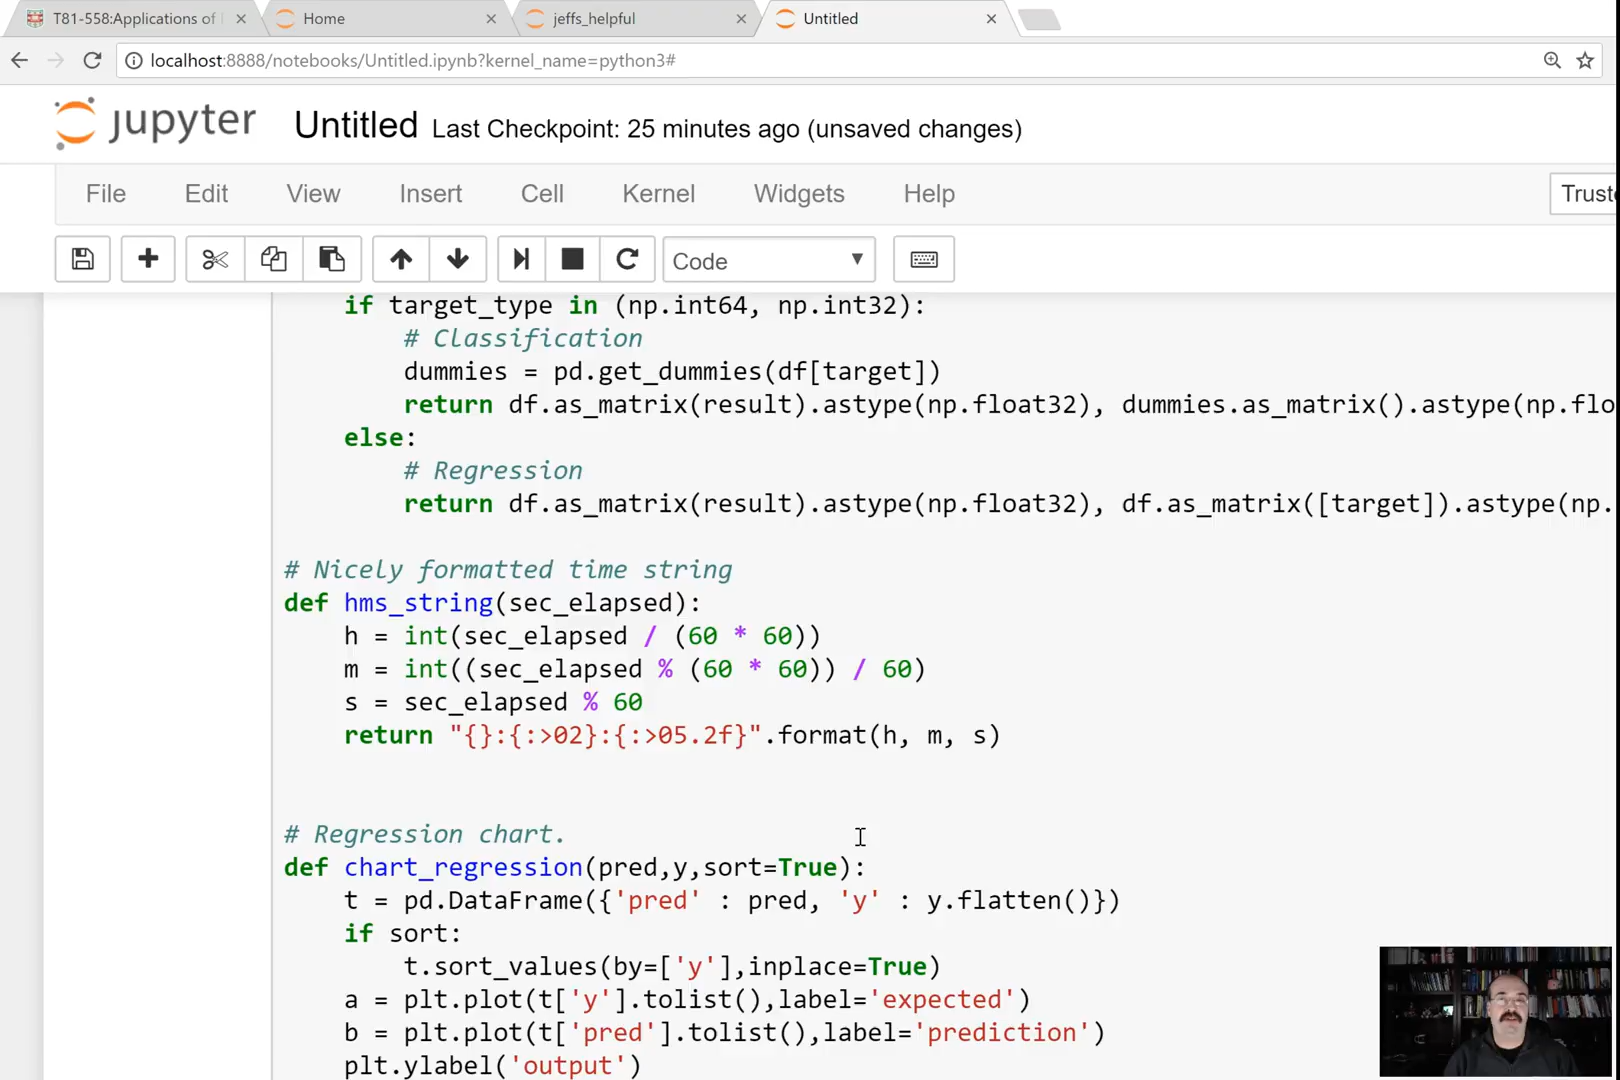 T81-558:Applications of
Home
jeffs_helpful
Untitled
localhost:8888/notebooks/Untitled.ipynb?kernel_name=python3#
jupyter Untitled Last Checkpoint: 25 minutes ago (unsaved changes)
File Edit View Insert Cell Kernel Widgets Help Truste
Code
if target_type in (np.int64, np.int32):
# Classification
dummies = pd.get_dummies(df[target])
return df.as_matrix(result).astype(np.float32), dummies.as_matrix().astype(np.flo
else:
# Regression
return df.as_matrix(result).astype(np.float32), df.as_matrix([target]).astype(np.
# Nicely formatted time string
def hms_string(sec_elapsed):
h = int(sec_elapsed / (60 * 60))
m = int((sec_elapsed % (60 * 60)) / 60)
s = sec_elapsed % 60
return "{}:{:>02}:{:>05.2f}".format(h, m, s)
# Regression chart.
def chart_regression(pred,y,sort=True):
t = pd.DataFrame({'pred' : pred, 'y' : y.flatten()})
if sort:
t.sort_values(by=['y'],inplace=True)
a = plt.plot(t['y'].tolist(),label='expected')
b = plt.plot(t['pred'].tolist(),label='prediction')
plt.ylabel('output')